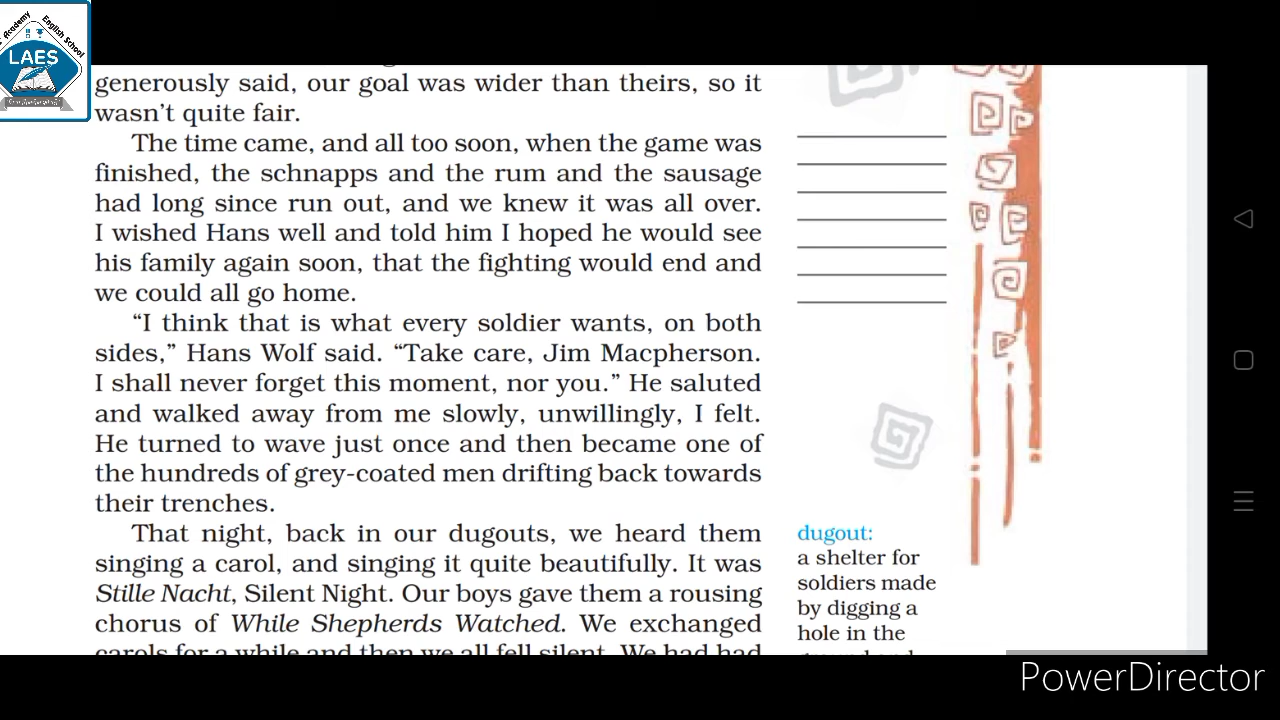 Academy English School
LAES
generously said, our goal was wider than theirs, so it
wasn't quite fair.
The time came, and all too soon, when the game was
finished, the schnapps and the rum and the sausage
had long since run out, and we knew it was all over.
I wished Hans well and told him I hoped he would see
his family again soon, that the fighting would end and
we could all go home.
“I think that is what every soldier wants, on both
sides,” Hans Wolf said. “Take care, Jim Macpherson.
I shall never forget this moment, nor you.” He saluted
and walked away from me slowly, unwillingly, I felt.
He turned to wave just once and then became one of
the hundreds of grey-coated men drifting back towards
their trenches.
That night, back in our dugouts, we heard them
singing a carol, and singing it quite beautifully. It was
Stille Nacht, Silent Night. Our boys gave them a rousing
chorus of While Shepherds Watched. We exchanged
carols for a while and then we all fell silent. We had had
dugout:
a shelter for
soldiers made
by digging a
hole in the
PowerDirector